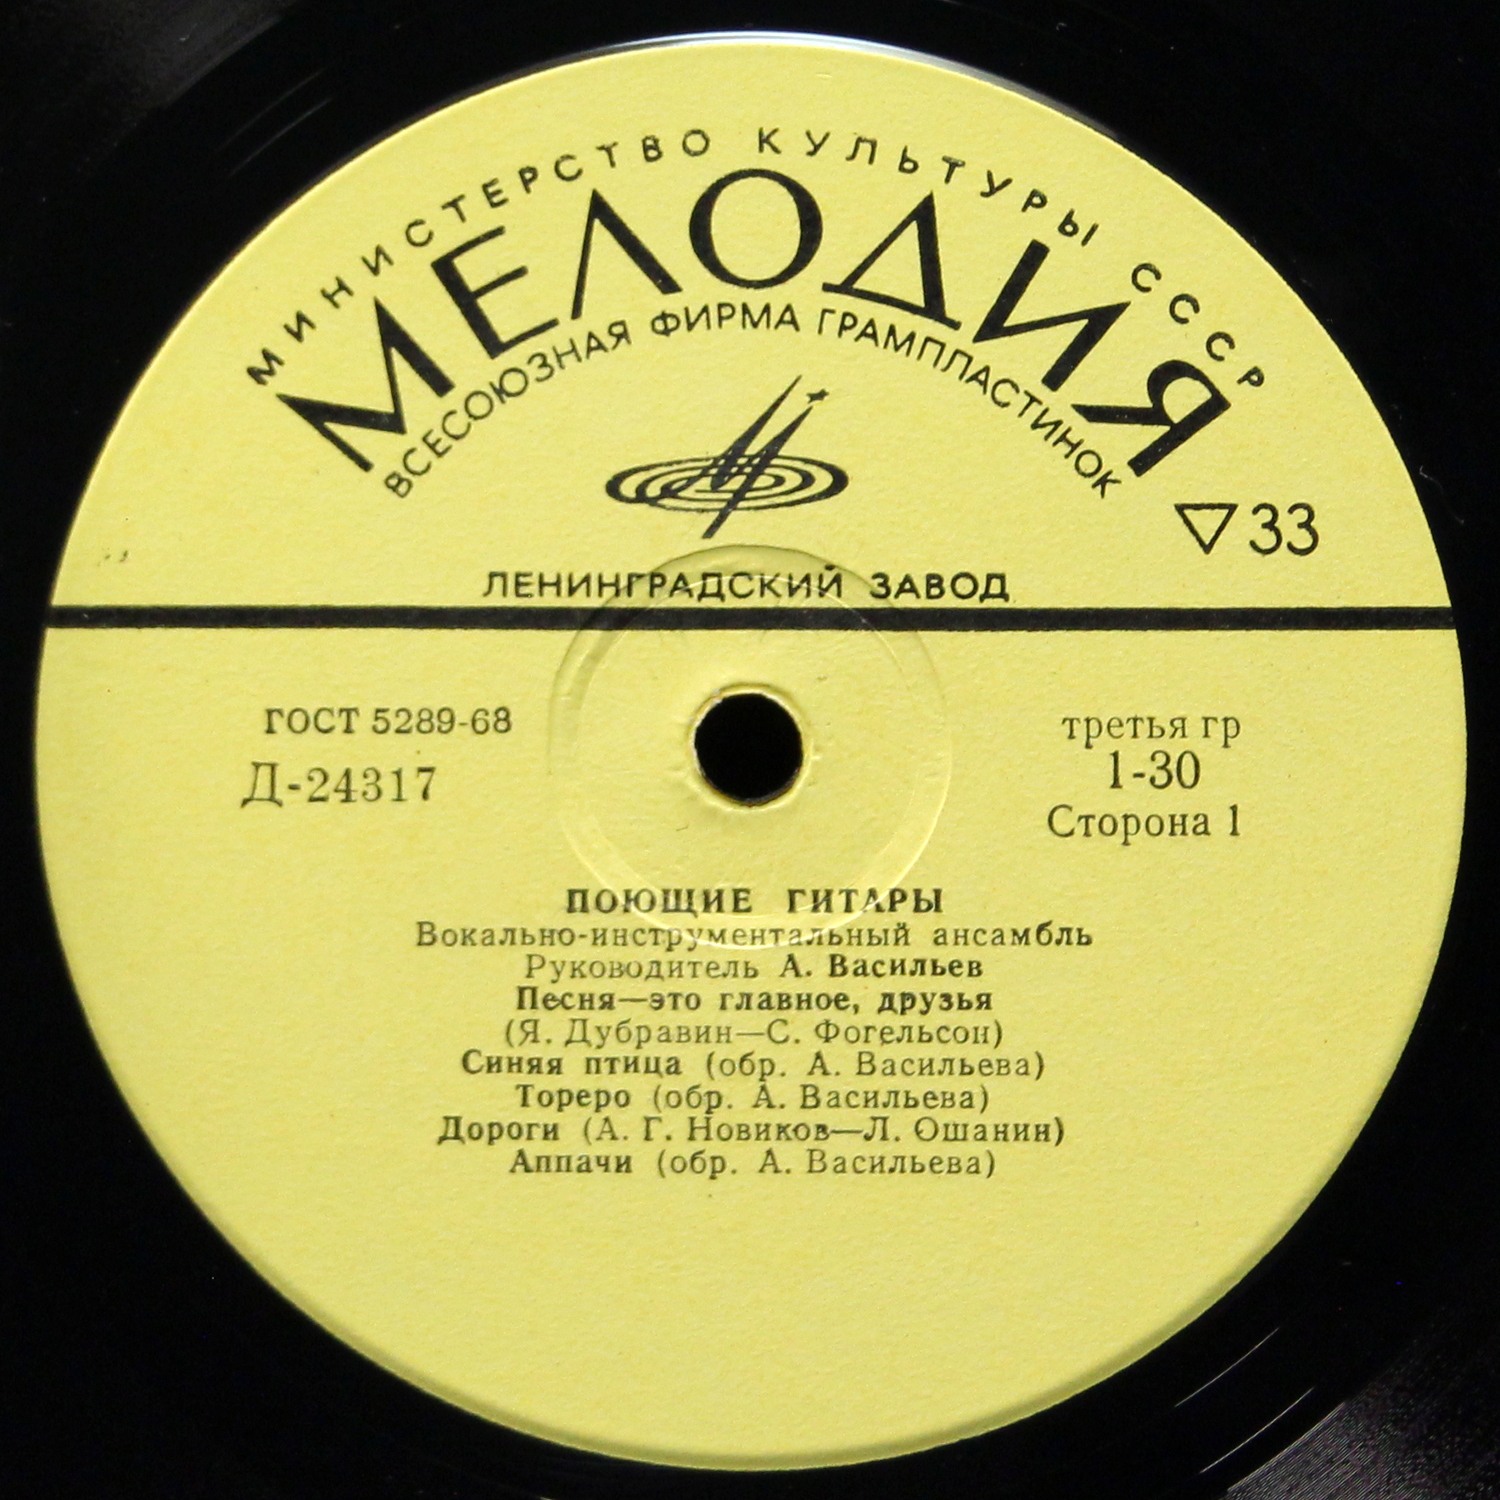 МИНИСТЕРСТВО КУЛЬТУРЫ СССР
МЕЛОДИЯ
ВСЕСОЮЗНАЯ ФИРМА ГРАМПЛАСТИНОК
▽33
ЛЕНИНГРАДСКИЙ ЗАВОД
ГОСТ 5289-68
Д-24317
третья гр
1-30
Сторона 1
ПОЮЩИЕ ГИТАРЫ
Вокально-инструментальный ансамбль
Руководитель А. Васильев
Песня—это главное, друзья
(Я. Дубравин—С. Фогельсон)
Синяя птица (обр. А. Васильева)
Тореро (обр. А. Васильева)
Дороги (А. Г. Новиков—Л. Ошанин)
Аппачи (обр. А. Васильева)